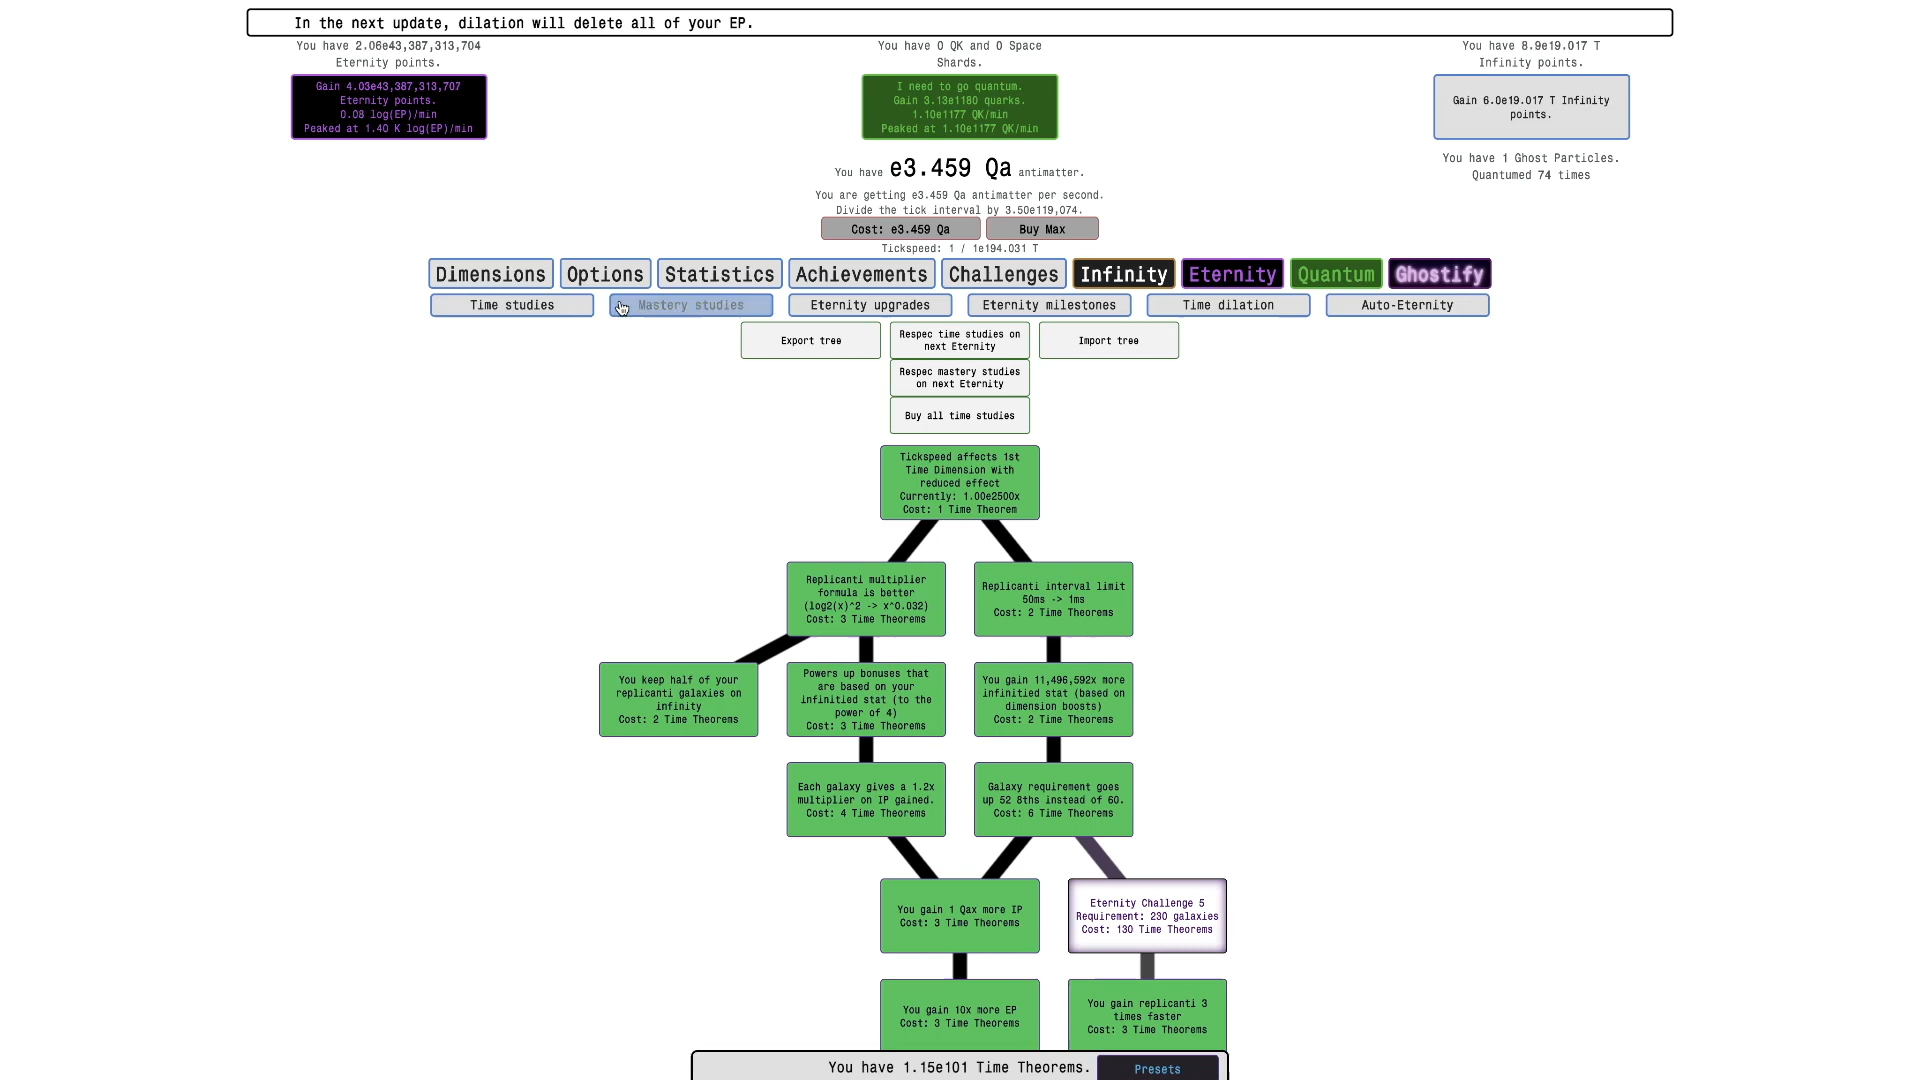 In the next update, dilation will delete all of your EP.
You have 2.06e43,387,313,704
Eternity points.
You have 0 QK and 0 Space
Shards.
You have 8.9e19.017 T
Infinity points.
Gain 4.03e43,387,313,707
Eternity points.
0.08 log(EP)/min
Peaked at 1.40 K log(EP)/min
I need to go quantum.
Gain 3.13e1180 quarks.
1.10e1177 QK/min
Peaked at 1.10e1177 QK/min
Gain 6.0e19.017 T Infinity
points.
You have 1 Ghost Particles.
Quantumed 74 times
You have e3.459 Qa antimatter.
You are getting e3.459 Qa antimatter per second.
Divide the tick interval by 3.50e119,074.
Cost: e3.459 Qa
Buy Max
Tickspeed: 1 / 1e194.031 T
Dimensions
Options
Statistics
Achievements
Challenges
Infinity
Eternity
Quantum
Ghostify
Time studies
Mastery studies
Eternity upgrades
Eternity milestones
Time dilation
Auto-Eternity
Export tree
Respec time studies on
next Eternity
Import tree
Respec mastery studies
on next Eternity
Buy all time studies
Tickspeed affects 1st
Time Dimension with
reduced effect
Currently: 1.00e2500x
Cost: 1 Time Theorem
Replicanti multiplier
formula is better
(log2(x)^2 -> x^0.032)
Cost: 3 Time Theorems
Replicanti interval limit
50ms -> 1ms
Cost: 2 Time Theorems
You keep half of your
replicanti galaxies on
infinity
Cost: 2 Time Theorems
Powers up bonuses that
are based on your
infinitied stat (to the
power of 4)
Cost: 3 Time Theorems
You gain 11,496,592x more
infinitied stat (based on
dimension boosts)
Cost: 2 Time Theorems
Each galaxy gives a 1.2x
multiplier on IP gained.
Cost: 4 Time Theorems
Galaxy requirement goes
up 52 8ths instead of 60.
Cost: 6 Time Theorems
You gain 1 Qax more IP
Cost: 3 Time Theorems
Eternity Challenge 5
Requirement: 230 galaxies
Cost: 130 Time Theorems
You gain 10x more EP
Cost: 3 Time Theorems
You gain replicanti 3
times faster
Cost: 3 Time Theorems
You have 1.15e101 Time Theorems.
Presets